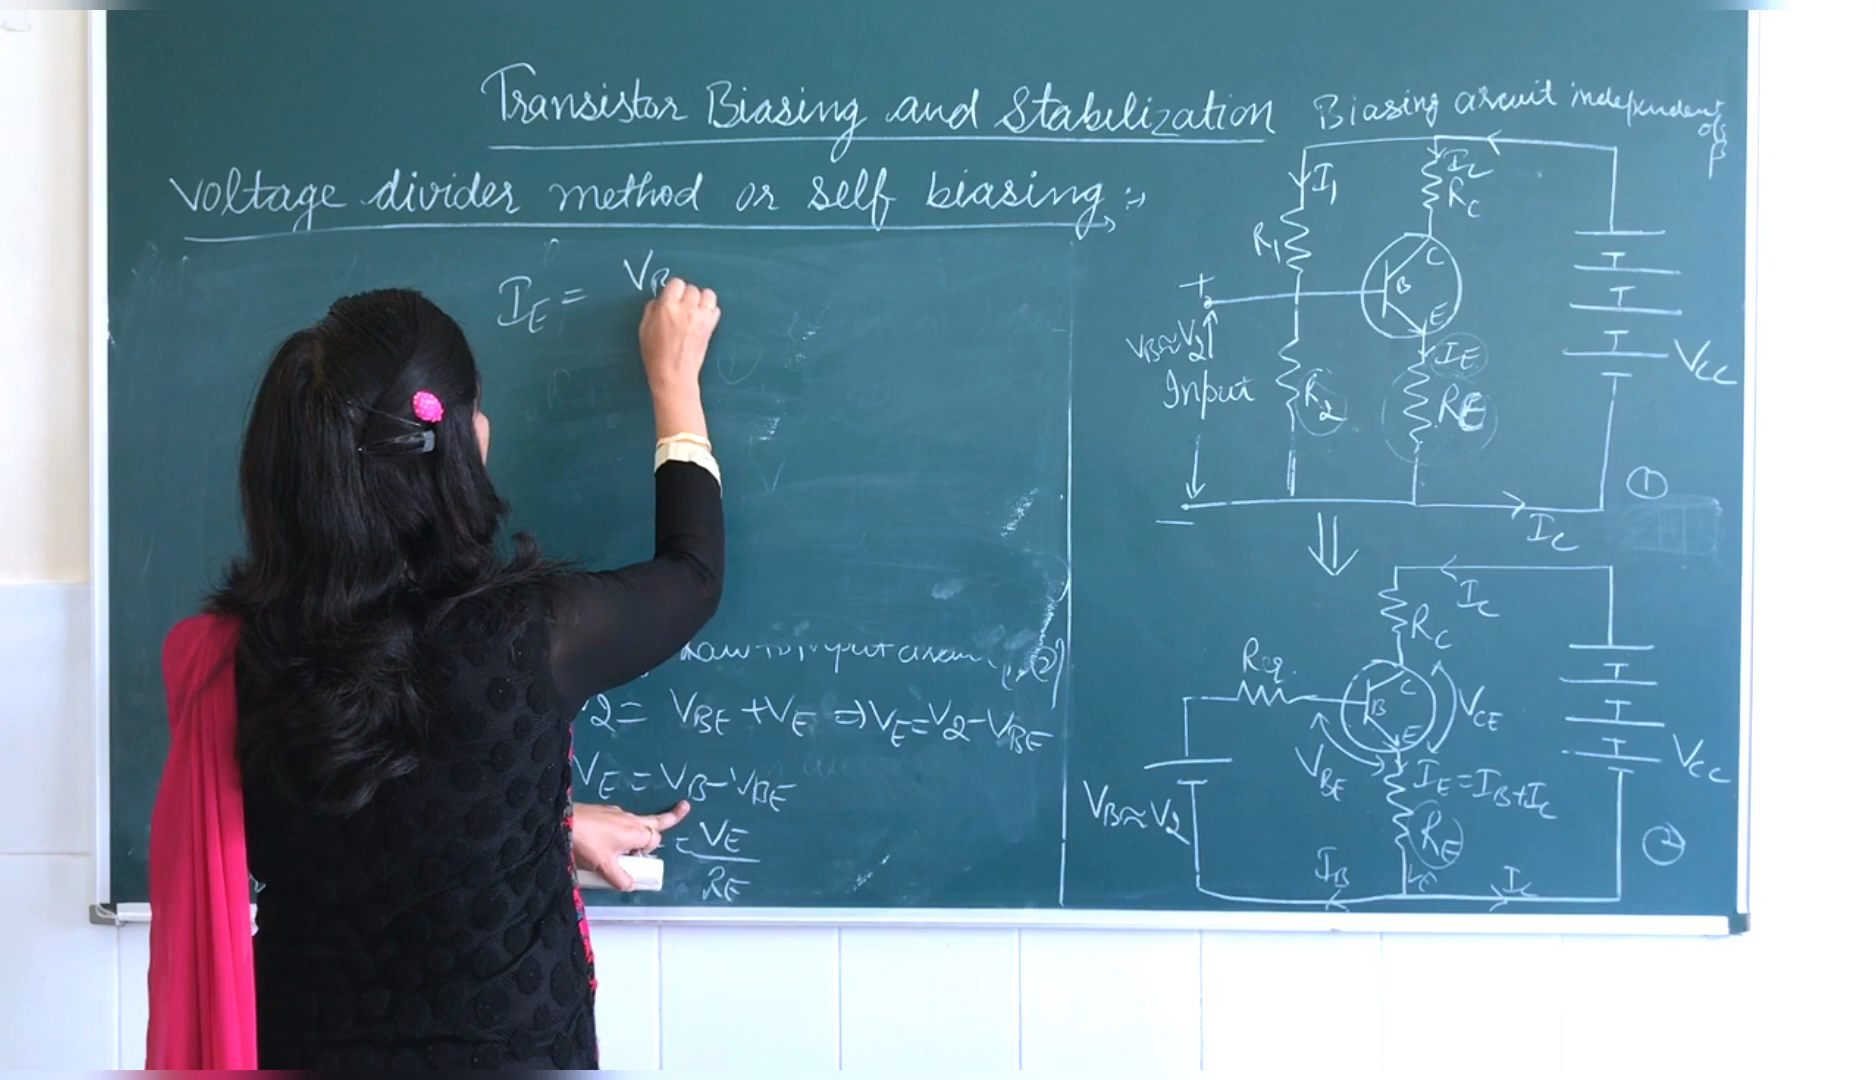 Transistor Biasing and Stabilization
Biasing circuit independent
of
β
Voltage divider method or self biasing :-
I_E = V_B
V_2 = V_BE + V_E ⇒ V_E = V_2 - V_BE
V_E = V_B - V_BE
= V_E
R_E
I_1
I_C
R_C
R_1
C
B
E
+
V_B ≈ V_2
Input
R_2
I_E
R_E
V_CC
−
I_C
①
⇓
I_C
R_C
Req.
C
B
E
V_CE
V_BE
I_E = I_B + I_C
V_CC
V_B ≈ V_2
R_E
②
I_B
I_C